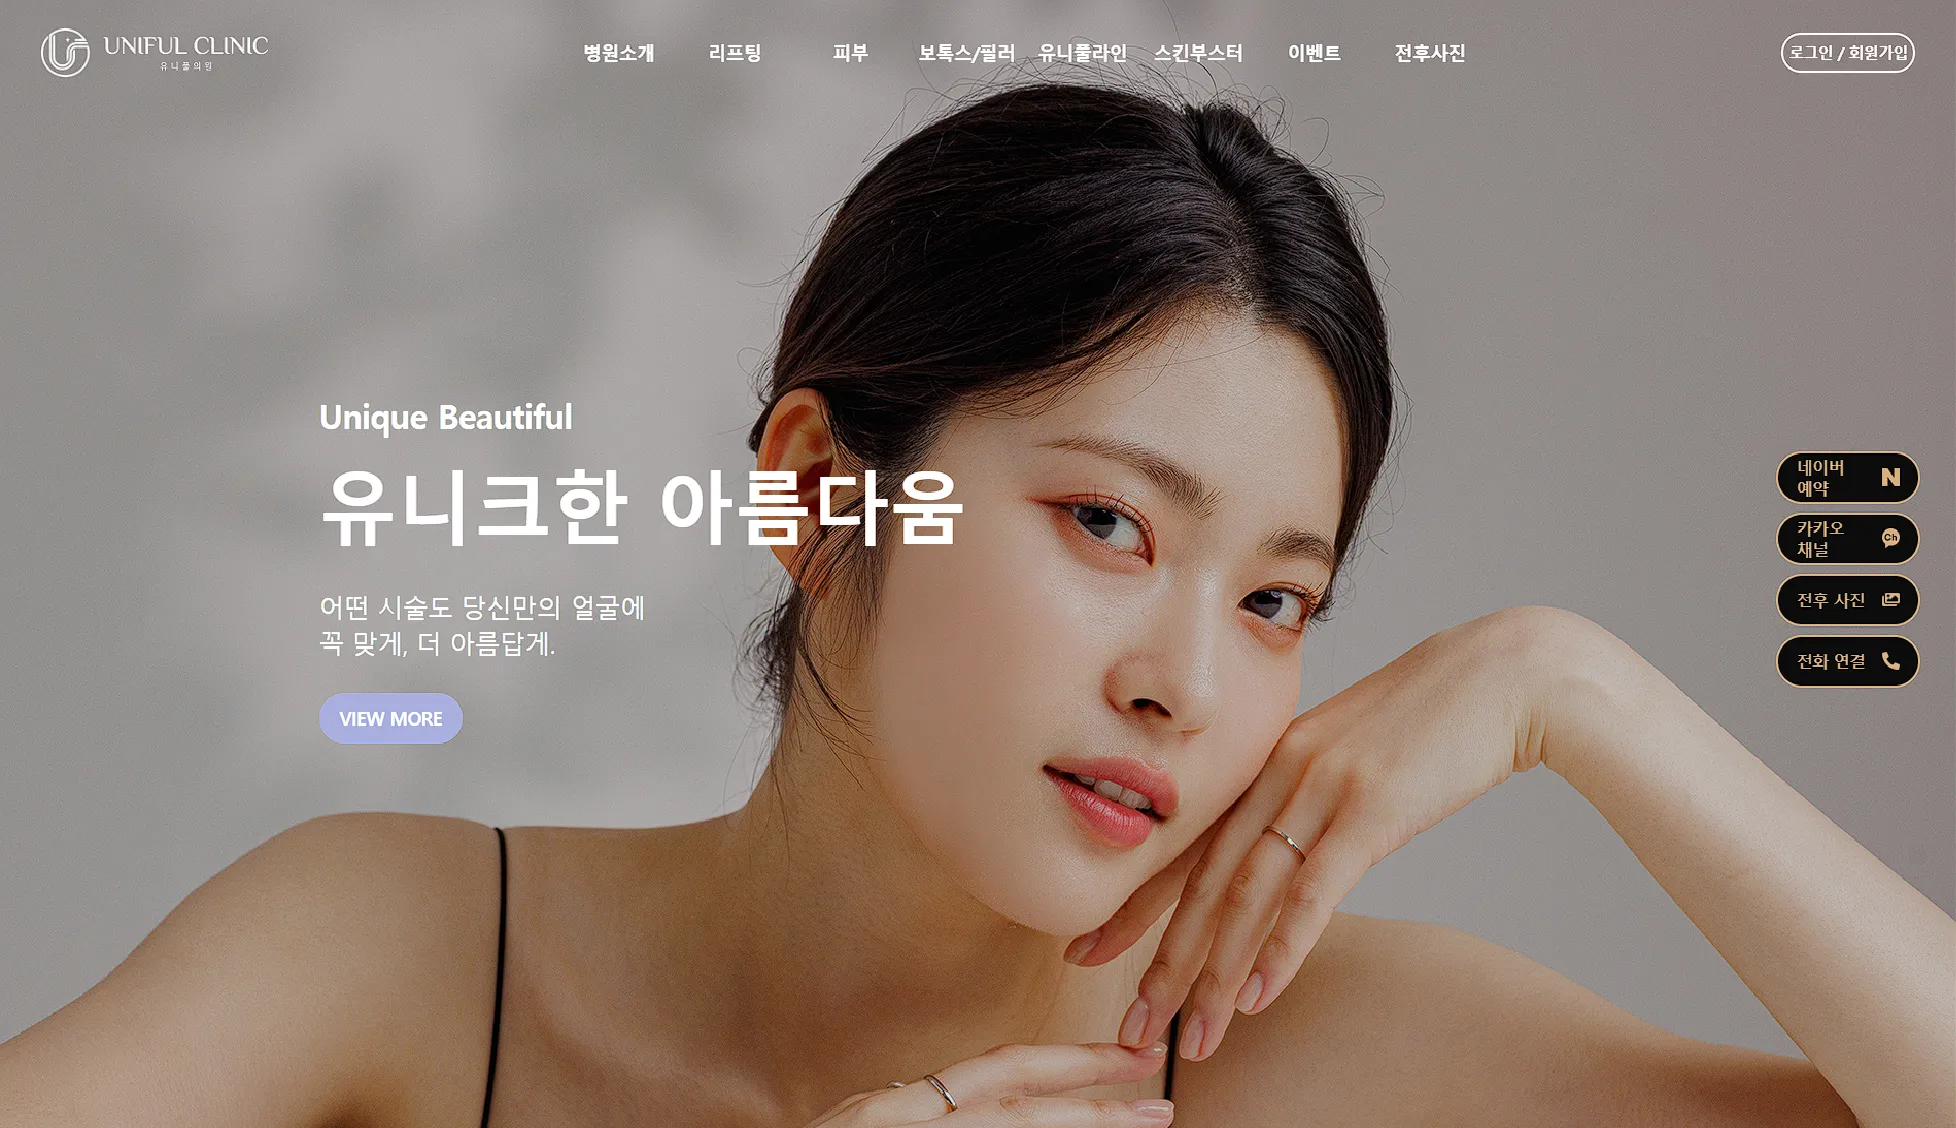 UNIFUL CLINIC
유니풀의원
병원소개
리프팅
피부
보톡스/필러
유니풀라인
스킨부스터
이벤트
전후사진
로그인 / 회원가입
Unique Beautiful
유니크한 아름다움
어떤 시술도 당신만의 얼굴에
꼭 맞게, 더 아름답게.
VIEW MORE
네이버
예약
N
카카오
채널
Ch
전후 사진
전화 연결